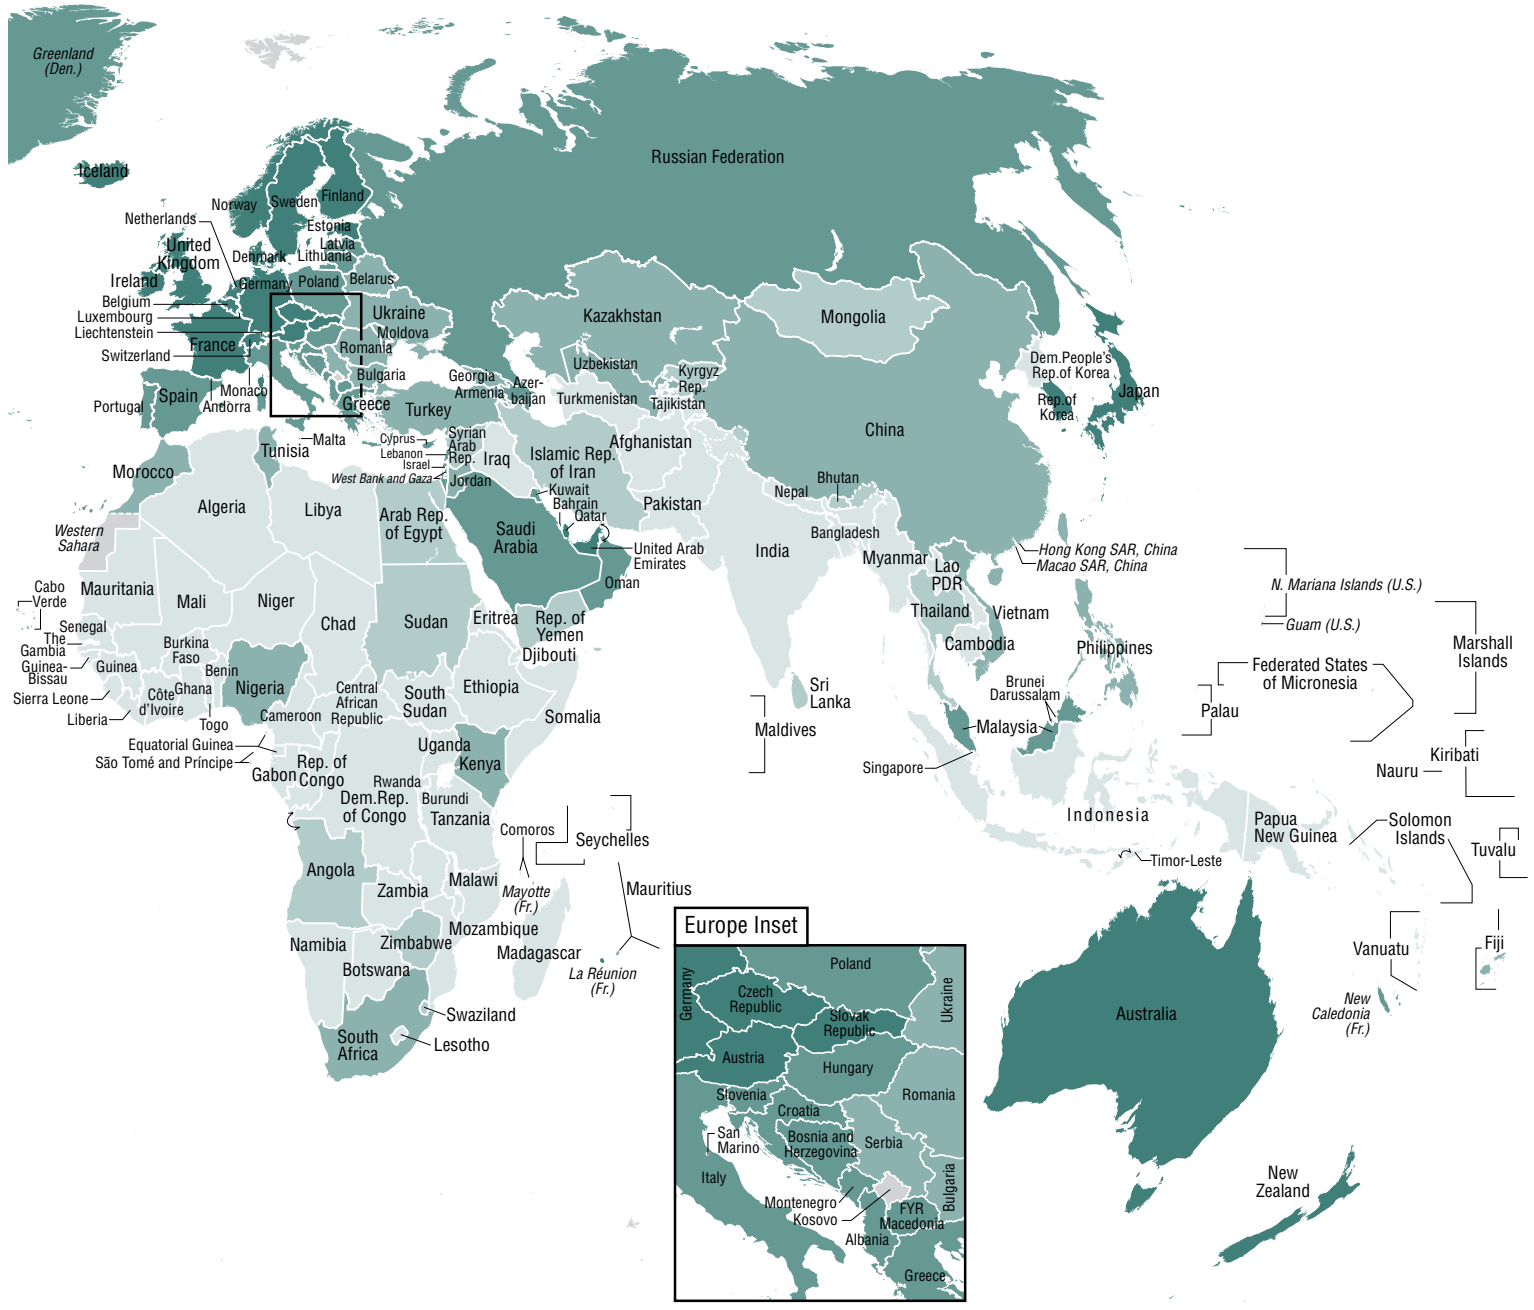 Greenland
(Den.)
Iceland
Norway
Sweden
Finland
Russian Federation
Netherlands
Estonia
Latvia
Lithuania
United
Kingdom
Denmark
Ireland
Germany
Poland
Belarus
Belgium
Luxembourg
Liechtenstein
Ukraine
Moldova
France
Romania
Switzerland
Kazakhstan
Mongolia
Bulgaria
Monaco
Spain
Andorra
Portugal
Greece
Georgia
Armenia
Azer-
baijan
Turkey
Uzbekistan
Turkmenistan
Kyrgyz
Rep.
Tajikistan
Dem.People's
Rep.of Korea
Rep.of
Korea
Japan
China
Malta
Tunisia
Cyprus
Lebanon
Israel
West Bank and Gaza
Syrian
Arab
Rep.
Jordan
Iraq
Islamic Rep.
of Iran
Afghanistan
Morocco
Algeria
Libya
Arab Rep.
of Egypt
Kuwait
Bahrain
Qatar
Saudi
Arabia
United Arab
Emirates
Oman
Pakistan
Nepal
Bhutan
Bangladesh
India
Myanmar
Lao
PDR
Hong Kong SAR, China
Macao SAR, China
Western
Sahara
Cabo
Verde
Mauritania
Mali
Niger
Chad
Sudan
Eritrea
Rep. of
Yemen
Djibouti
Thailand
Vietnam
Cambodia
Philippines
N. Mariana Islands (U.S.)
Guam (U.S.)
Marshall
Islands
Federated States
of Micronesia
Palau
Senegal
The
Gambia
Guinea-
Bissau
Guinea
Sierra Leone
Liberia
Burkina
Faso
Côte
d'Ivoire
Ghana
Benin
Togo
Nigeria
Cameroon
Central
African
Republic
South
Sudan
Ethiopia
Somalia
Sri
Lanka
Maldives
Brunei
Darussalam
Malaysia
Singapore
Equatorial Guinea
São Tomé and Príncipe
Gabon
Rep. of
Congo
Uganda
Kenya
Rwanda
Burundi
Dem.Rep.
of Congo
Tanzania
Kiribati
Nauru
Indonesia
Papua
New Guinea
Solomon
Islands
Tuvalu
Timor-Leste
Comoros
Seychelles
Mayotte
(Fr.)
Mauritius
Angola
Zambia
Malawi
Mozambique
Madagascar
La Réunion
(Fr.)
Namibia
Zimbabwe
Botswana
Swaziland
Lesotho
South
Africa
Vanuatu
Fiji
New
Caledonia
(Fr.)
Australia
New
Zealand
Europe Inset
Germany
Poland
Czech
Republic
Ukraine
Slovak
Republic
Austria
Hungary
Romania
Slovenia
Croatia
San
Marino
Bosnia and
Herzegovina
Serbia
Italy
Bulgaria
Montenegro
Kosovo
FYR
Macedonia
Albania
Greece